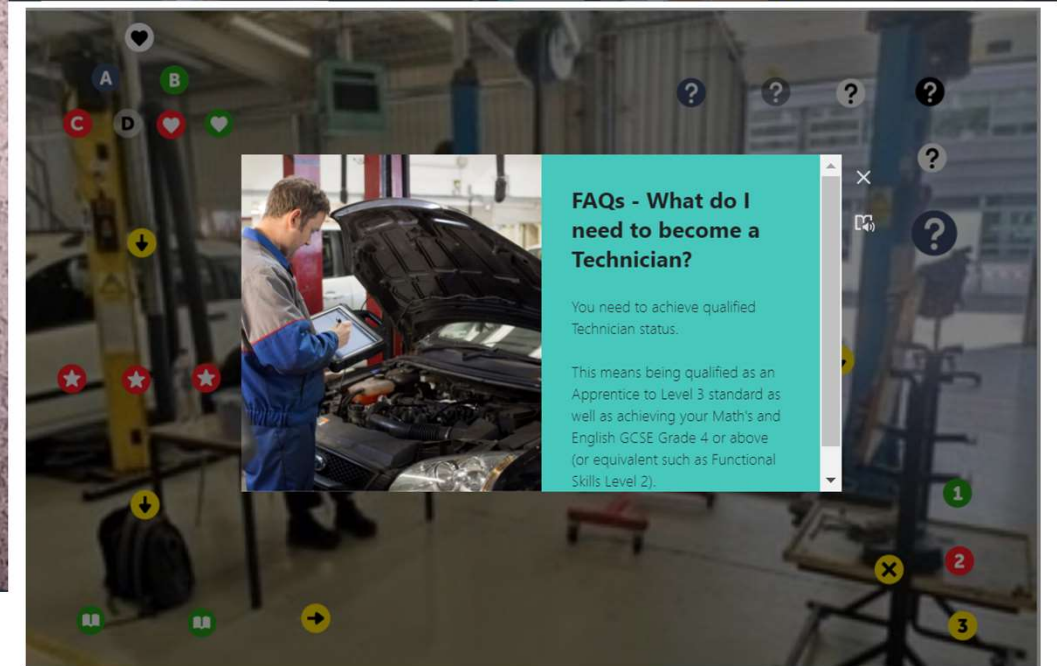 A
B
C
D
?
?
?
?
?
?
FAQs - What do I
need to become a
Technician?
You need to achieve qualified
Technician status.
This means being qualified as an
Apprentice to Level 3 standard as
well as achieving your Math's and
English GCSE Grade 4 or above
(or equivalent such as Functional
Skills Level 2).
1
2
3